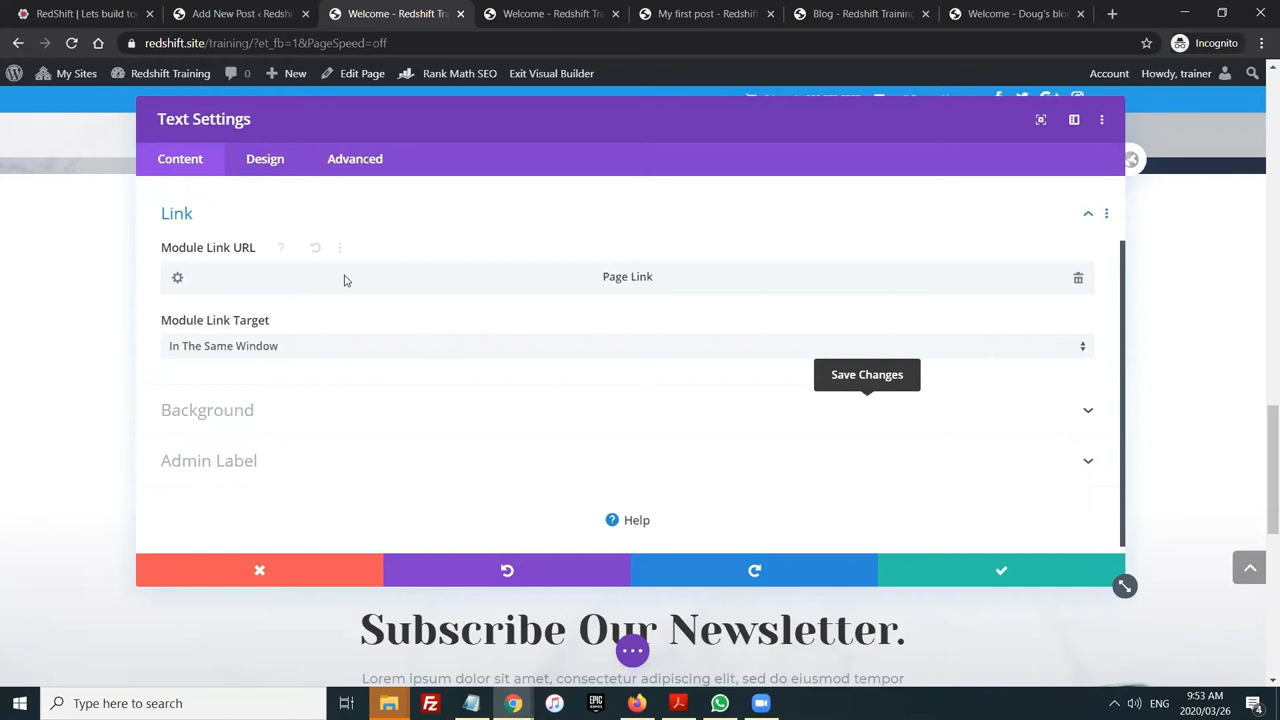 RedShift | Lets build to
Add New Post ‹ Redshi
Welcome - Redshift Tra
Welcome - Redshift Tra
My first post - Redshift
Blog - Redshift Training
Welcome - Doug's blo
redshift.site/training/?et_fb=1&PageSpeed=off
Incognito
My Sites
Redshift Training
New
Edit Page
Rank Math SEO
Exit Visual Builder
Account
Howdy, trainer
Text Settings
Content
Design
Advanced
Link
Module Link URL
Page Link
Module Link Target
In The Same Window
Save Changes
Background
Admin Label
Help
Subscribe Our Newsletter.
Lorem ipsum dolor sit amet, consectetur adipiscing elit, sed do eiusmod tempor
Type here to search
EPIC GAMES
ENG
9:53 AM
2020/03/26
4